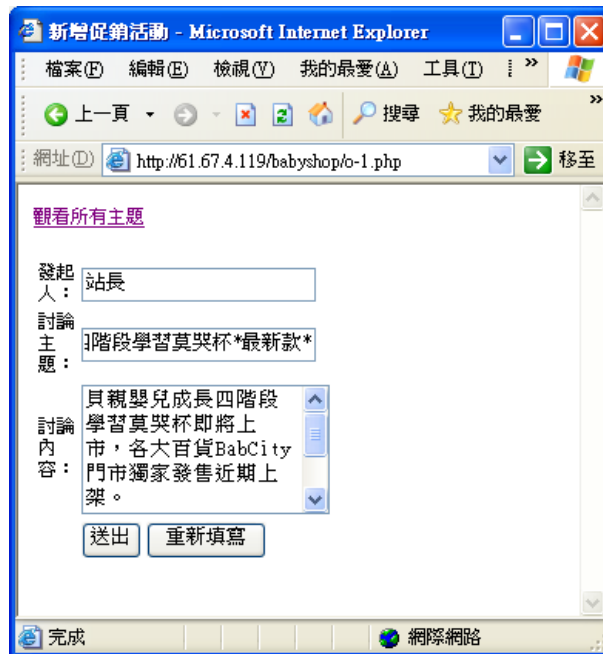 新增促銷活動 - Microsoft Internet Explorer
檔案(F) 編輯(E) 檢視(V) 我的最愛(A) 工具(T) »
上一頁 搜尋 我的最愛 »
網址(D) http://61.67.4.119/babyshop/o-1.php 移至
觀看所有主題
發起
人：
站長
討論
主
題：
階段學習莫哭杯*最新款*
討論
內
容：
貝親嬰兒成長四階段
學習莫哭杯即將上
市，各大百貨BabCity
門市獨家發售近期上
架。
送出 重新填寫
完成 網際網路